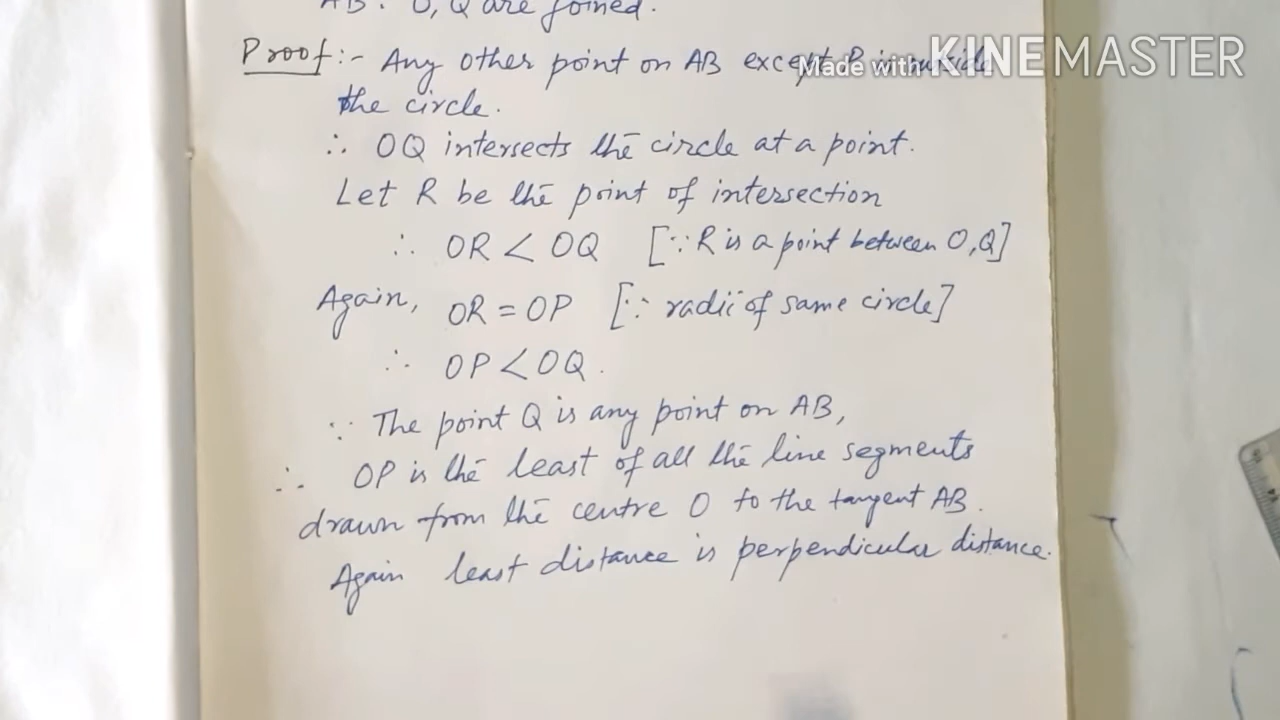 AB. O, Q are joined.
Proof:- Any other point on AB except P is outside
the circle.
∴ OQ intersects the circle at a point.
Let R be the point of intersection
∴ OR < OQ [∵ R is a point between O, Q]
Again, OR = OP [∵ radii of same circle]
∴ OP < OQ.
∵ The point Q is any point on AB,
∴ OP is the least of all the line segments
drawn from the centre O to the tangent AB.
Again least distance is perpendicular distance.
Made with KINEMASTER